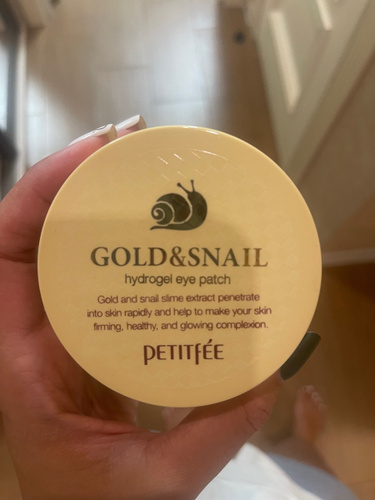 GOLD&SNAIL
hydrogel eye patch
Gold and snail slime extract penetrate
into skin rapidly and help to make your skin
firming, healthy, and glowing complexion.
PETITFÉE